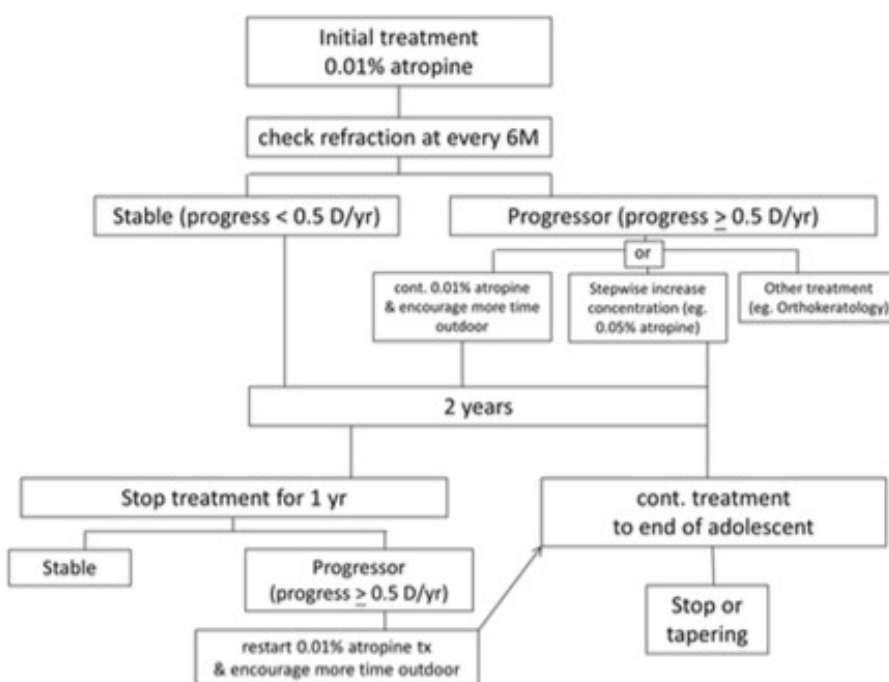 Initial treatment
0.01% atropine
check refraction at every 6M
Stable (progress < 0.5 D/yr)
Progressor (progress ≥ 0.5 D/yr)
or
cont. 0.01% atropine
& encourage more time
outdoor
Stepwise increase
concentration (eg.
0.05% atropine)
Other treatment
(eg. Orthokeratology)
2 years
Stop treatment for 1 yr
cont. treatment
to end of adolescent
Stable
Progressor
(progress ≥ 0.5 D/yr)
Stop or
tapering
restart 0.01% atropine tx
& encourage more time outdoor